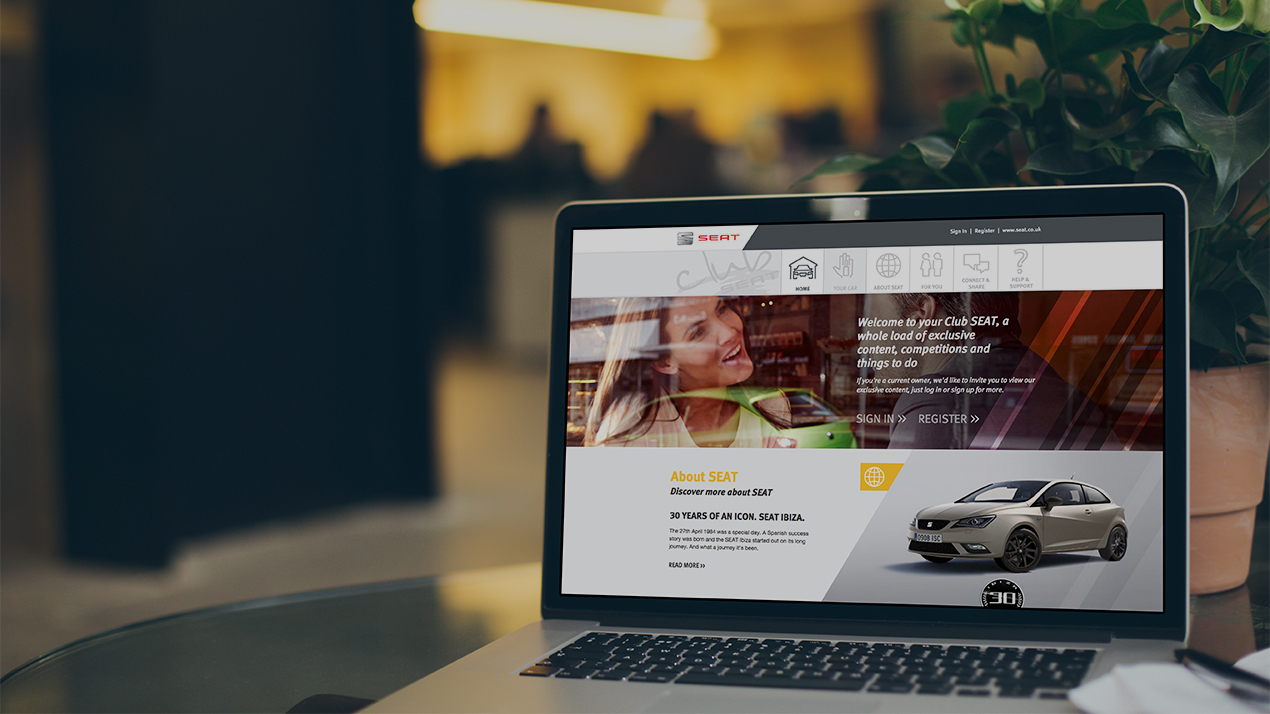 SEAT
Sign In | Register | www.seat.co.uk
club
SEAT
HOME
YOUR CAR
ABOUT SEAT
FOR YOU
CONNECT &
SHARE
HELP &
SUPPORT
Welcome to your Club SEAT, a
whole load of exclusive
content, competitions and
things to do
If you're a current owner, we'd like to invite you to view our
exclusive content, just log in or sign up for more.
SIGN IN >> REGISTER >>
About SEAT
Discover more about SEAT
30 YEARS OF AN ICON. SEAT IBIZA.
The 27th April 1984 was a special day. A Spanish success
story was born and the SEAT Ibiza started out on its long
journey. And what a journey it's been.
READ MORE >>
0908 ISC
30